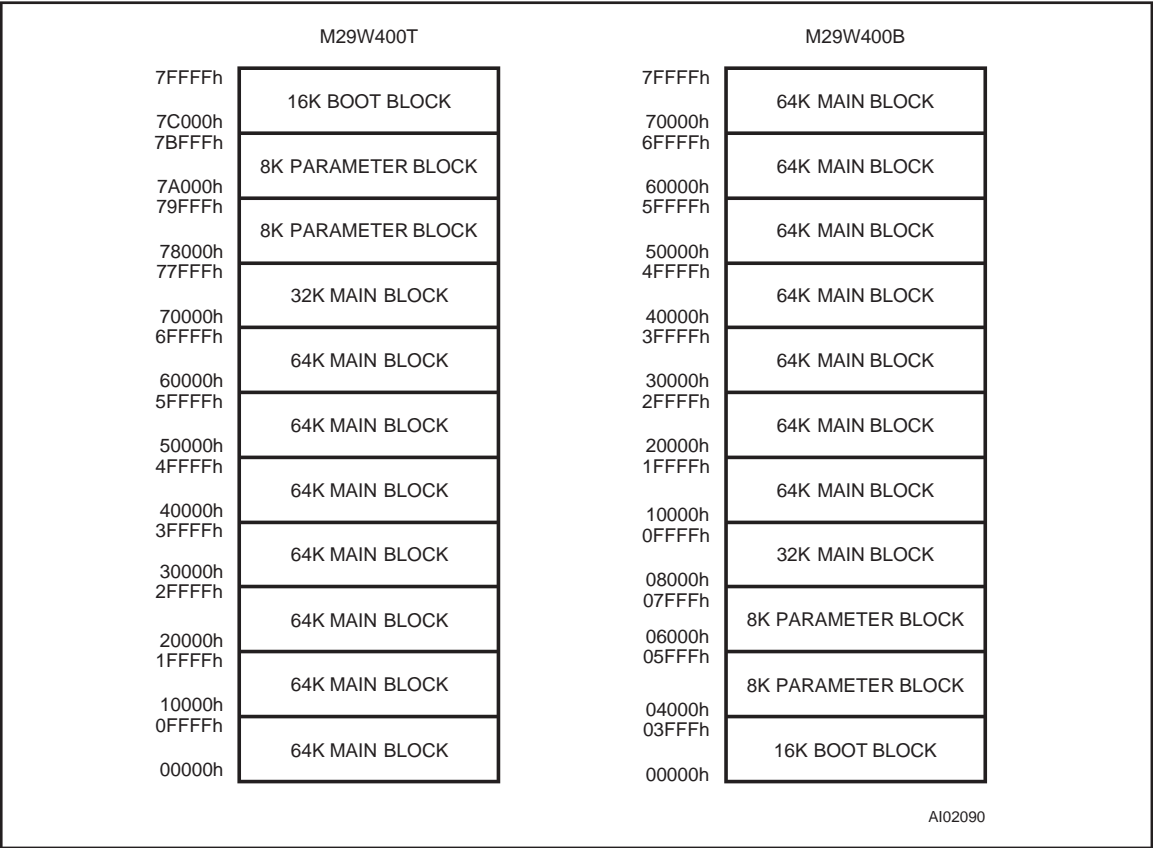 M29W400T
7FFFFh
16K BOOT BLOCK
7C000h
7BFFFh
8K PARAMETER BLOCK
7A000h
79FFFh
8K PARAMETER BLOCK
78000h
77FFFh
32K MAIN BLOCK
70000h
6FFFFh
64K MAIN BLOCK
60000h
5FFFFh
64K MAIN BLOCK
50000h
4FFFFh
64K MAIN BLOCK
40000h
3FFFFh
64K MAIN BLOCK
30000h
2FFFFh
64K MAIN BLOCK
20000h
1FFFFh
64K MAIN BLOCK
10000h
0FFFFh
64K MAIN BLOCK
00000h
M29W400B
7FFFFh
64K MAIN BLOCK
70000h
6FFFFh
64K MAIN BLOCK
60000h
5FFFFh
64K MAIN BLOCK
50000h
4FFFFh
64K MAIN BLOCK
40000h
3FFFFh
64K MAIN BLOCK
30000h
2FFFFh
64K MAIN BLOCK
20000h
1FFFFh
64K MAIN BLOCK
10000h
0FFFFh
32K MAIN BLOCK
08000h
07FFFh
8K PARAMETER BLOCK
06000h
05FFFh
8K PARAMETER BLOCK
04000h
03FFFh
16K BOOT BLOCK
00000h
AI02090